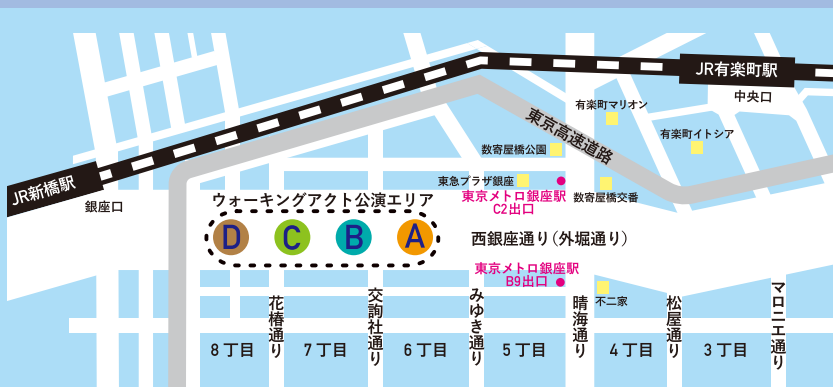 JR有楽町駅
中央口
有楽町マリオン
東京高速道路
有楽町イトシア
数寄屋橋公園
東急プラザ銀座
JR新橋駅
銀座口
東京メトロ銀座駅
C2出口
数寄屋橋交番
ウォーキングアクト公演エリア
D
C
B
A
西銀座通り(外堀通り)
東京メトロ銀座駅
B9出口
不二家
花椿通り
交詢社通り
みゆき通り
晴海通り
松屋通り
マロニエ通り
8丁目
7丁目
6丁目
5丁目
4丁目
3丁目